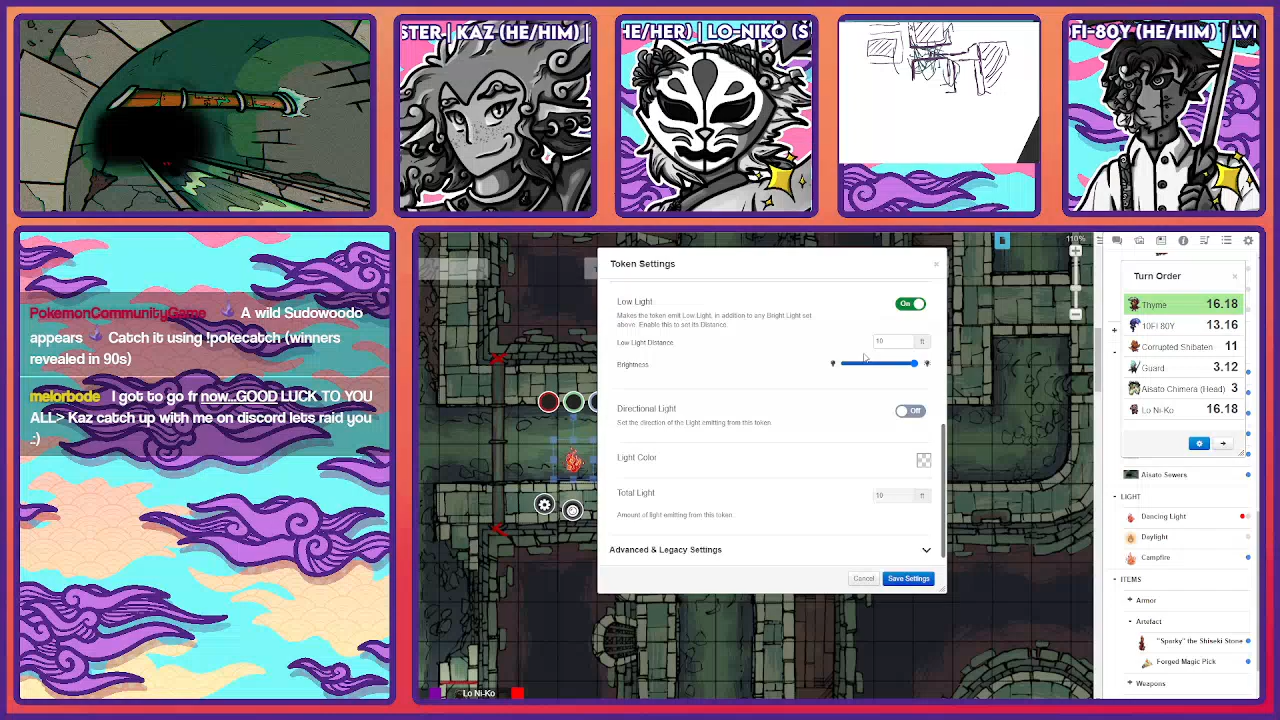 STER | KAZ (HE/HIM) |
HE/HER) | LO-NIKO (S
OFI-80Y (HE/HIM) | LVI
PokemonCommunityGame A wild Sudowoodo
appears Catch it using !pokecatch (winners
revealed in 90s)
melorbode I got to go fr now...GOOD LUCK TO YOU
ALL> Kaz catch up with me on discord lets raid you
:)
Token Settings
Low Light
On
Makes the token emit Low Light, in addition to any Bright Light set
above. Enable this to set its Distance.
Low Light Distance
10 ft
Brightness
Directional Light
Off
Set the direction of the Light emitting from this token.
Light Color
Total Light
10 ft
Amount of light emitting from this token.
Advanced & Legacy Settings
Cancel
Save Settings
Lo Ni-Ko
110%
Turn Order
Thyme 16.18
10FI 80Y 13.16
Corrupted Shibaten 11
Guard 3.12
Aisato Chimera (Head) 3
Lo Ni-Ko 16.18
Aisato Sewers
LIGHT
Dancing Light
Daylight
Campfire
ITEMS
Armor
Artefact
"Sparky" the Shiseki Stone
Forged Magic Pick
Weapons